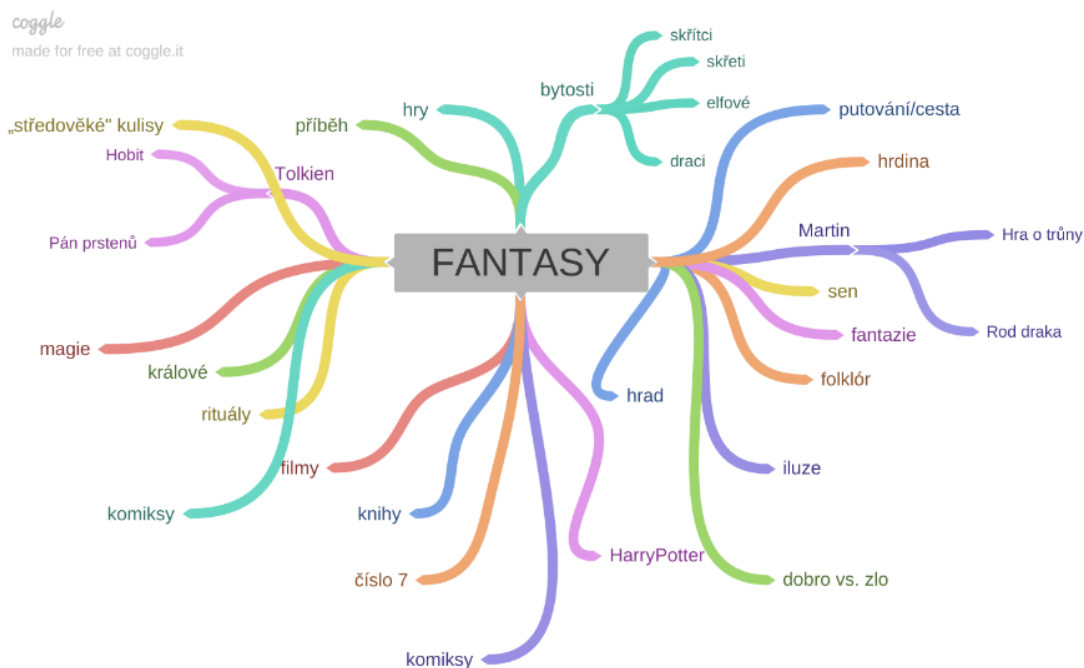 coggle
made for free at coggle.it
skřítci
skřeti
bytosti
elfové
hry
putování/cesta
příběh
„středověké" kulisy
Hobit
draci
hrdina
Tolkien
Martin
Hra o trůny
Pán prstenů
FANTASY
sen
Rod draka
fantazie
magie
králové
folklór
hrad
rituály
filmy
iluze
komiksy
knihy
HarryPotter
číslo 7
dobro vs. zlo
komiksy